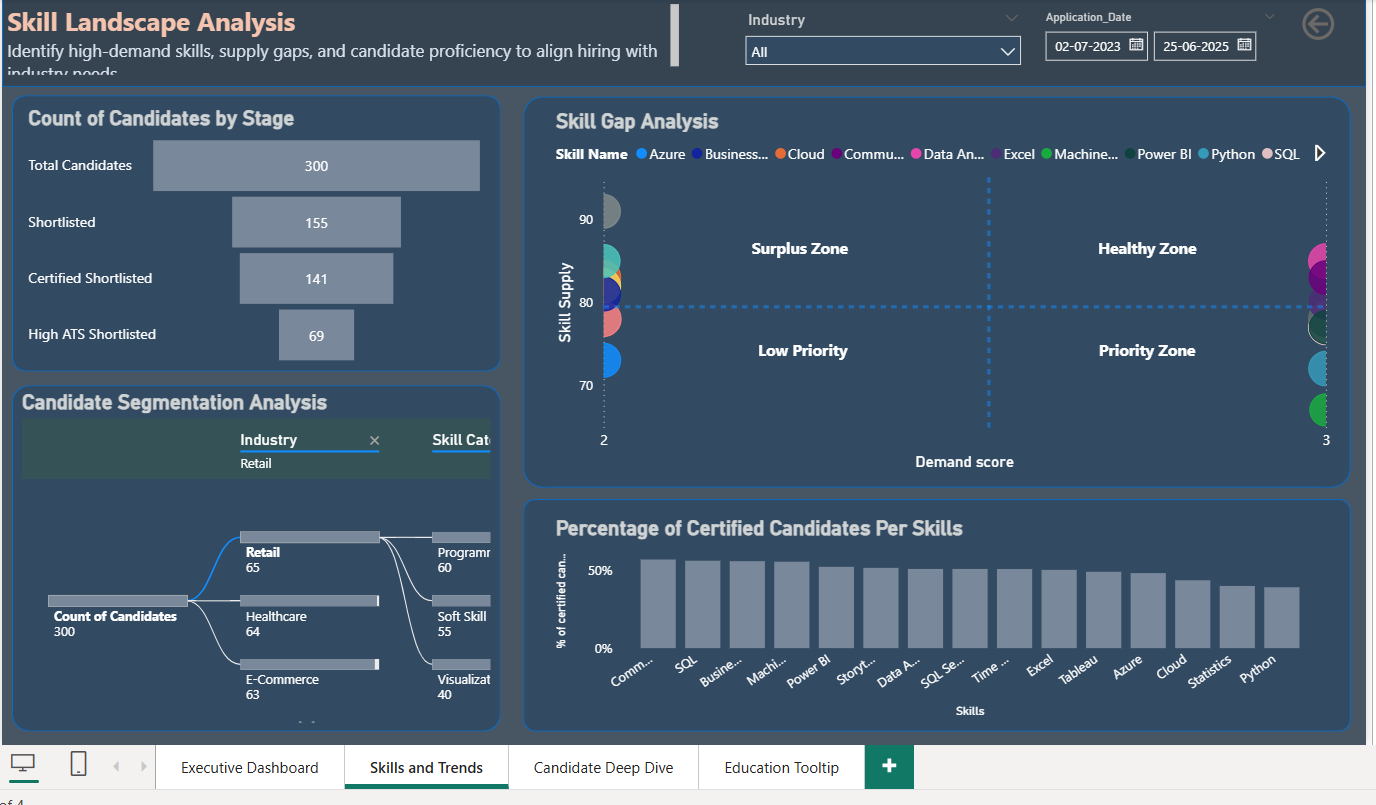 Skill Landscape Analysis
Identify high-demand skills, supply gaps, and candidate proficiency to align hiring with
industry needs
Industry
All
Application_Date
02-07-2023
25-06-2025
Count of Candidates by Stage
Total Candidates
300
Shortlisted
155
Certified Shortlisted
141
High ATS Shortlisted
69
Skill Gap Analysis
Skill Name Azure Business... Cloud Commu... Data An... Excel Machine... Power BI Python SQL
Skill Supply
90
80
70
Surplus Zone
Healthy Zone
Low Priority
Priority Zone
2
3
Demand score
Candidate Segmentation Analysis
Industry
Retail
Skill Cat
Count of Candidates
300
Retail
65
Healthcare
64
E-Commerce
63
Programm
60
Soft Skill
55
Visualizat
40
Percentage of Certified Candidates Per Skills
% of certified can...
50%
0%
Comm... SQL Busine... Machi... Power BI Storyt... Data A... SQL Se... Time ... Excel Tableau Azure Cloud Statistics Python
Skills
Executive Dashboard
Skills and Trends
Candidate Deep Dive
Education Tooltip
+
of 4